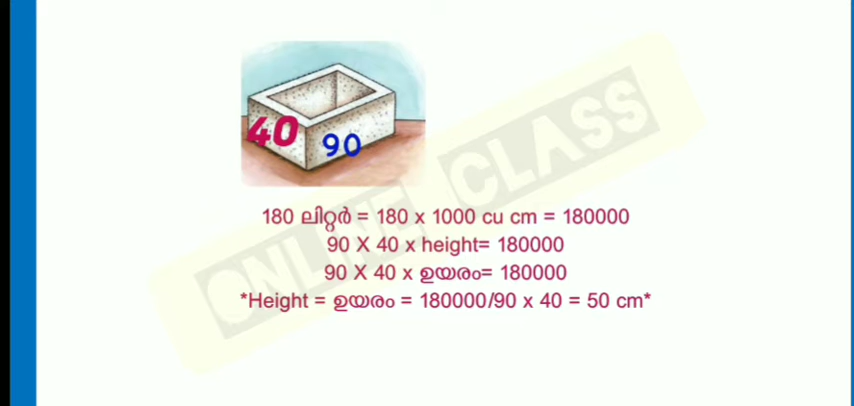 40
90
180 ലിറ്റർ = 180 x 1000 cu cm = 180000
90 X 40 x height= 180000
90 X 40 x ഉയരം= 180000
*Height = ഉയരം = 180000/90 x 40 = 50 cm*
ONLINE CLASS